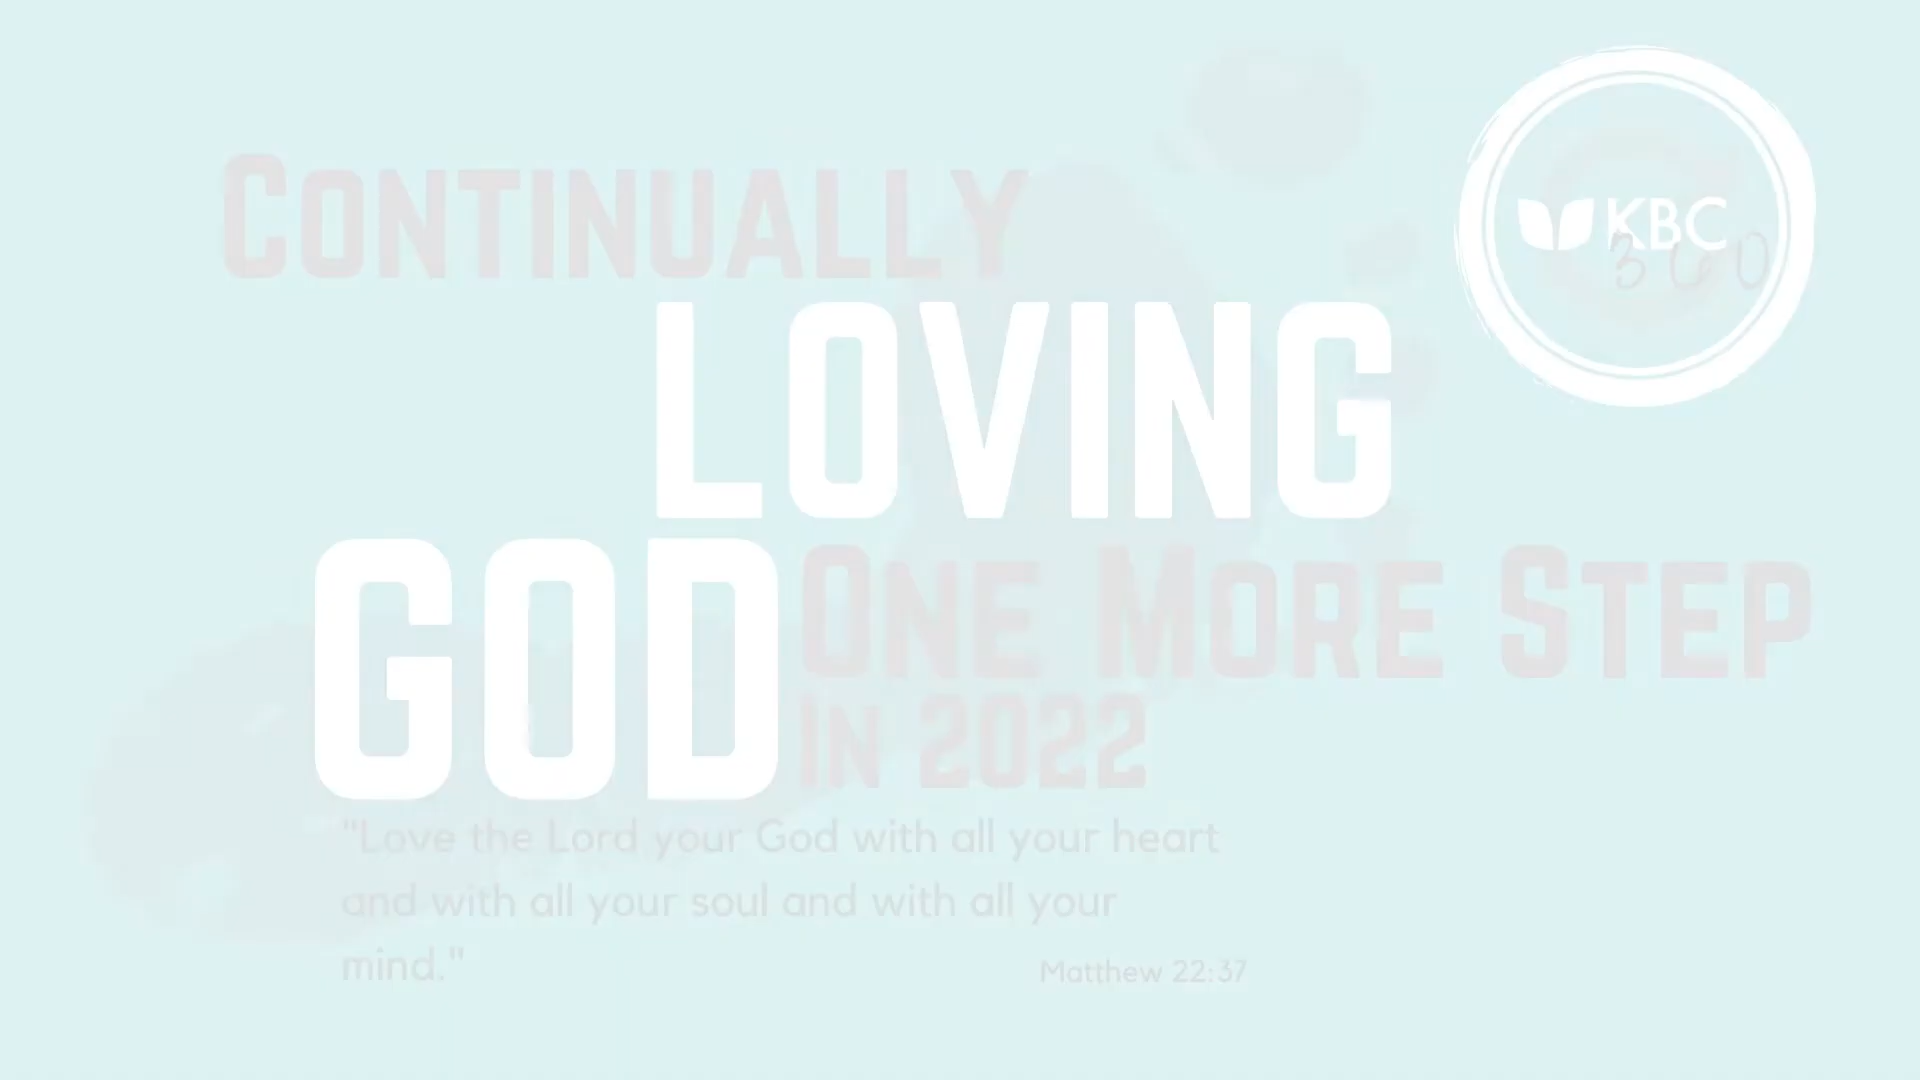 KBC
360
CONTINUALLY
LOVING
GOD ONE MORE STEP
IN 2022
"Love the Lord your God with all your heart
and with all your soul and with all your
mind."
Matthew 22:37